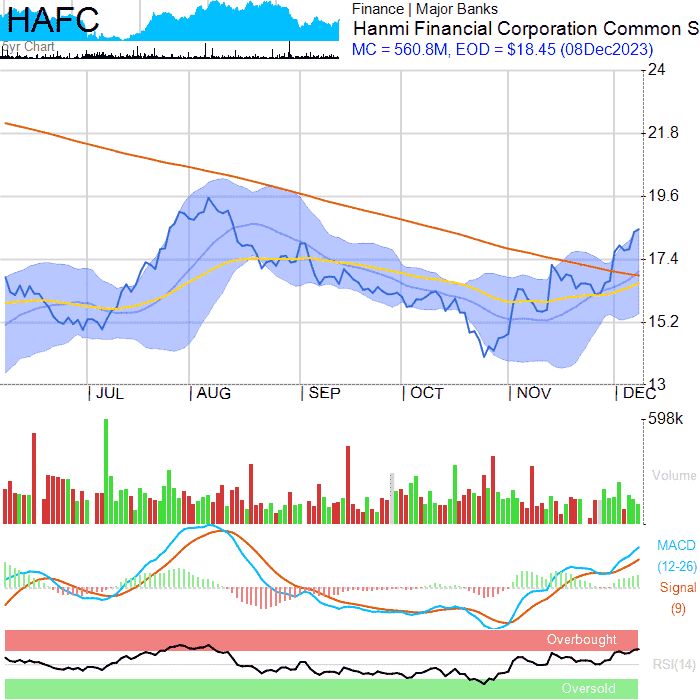 HAFC
5yr Chart
Finance | Major Banks
Hanmi Financial Corporation Common S
MC = 560.8M, EOD = $18.45 (08Dec2023)
24
21.8
19.6
17.4
15.2
13
JUL AUG SEP OCT NOV DEC
598k
Volume
MACD
(12-26)
Signal
(9)
Overbought
RSI(14)
Oversold